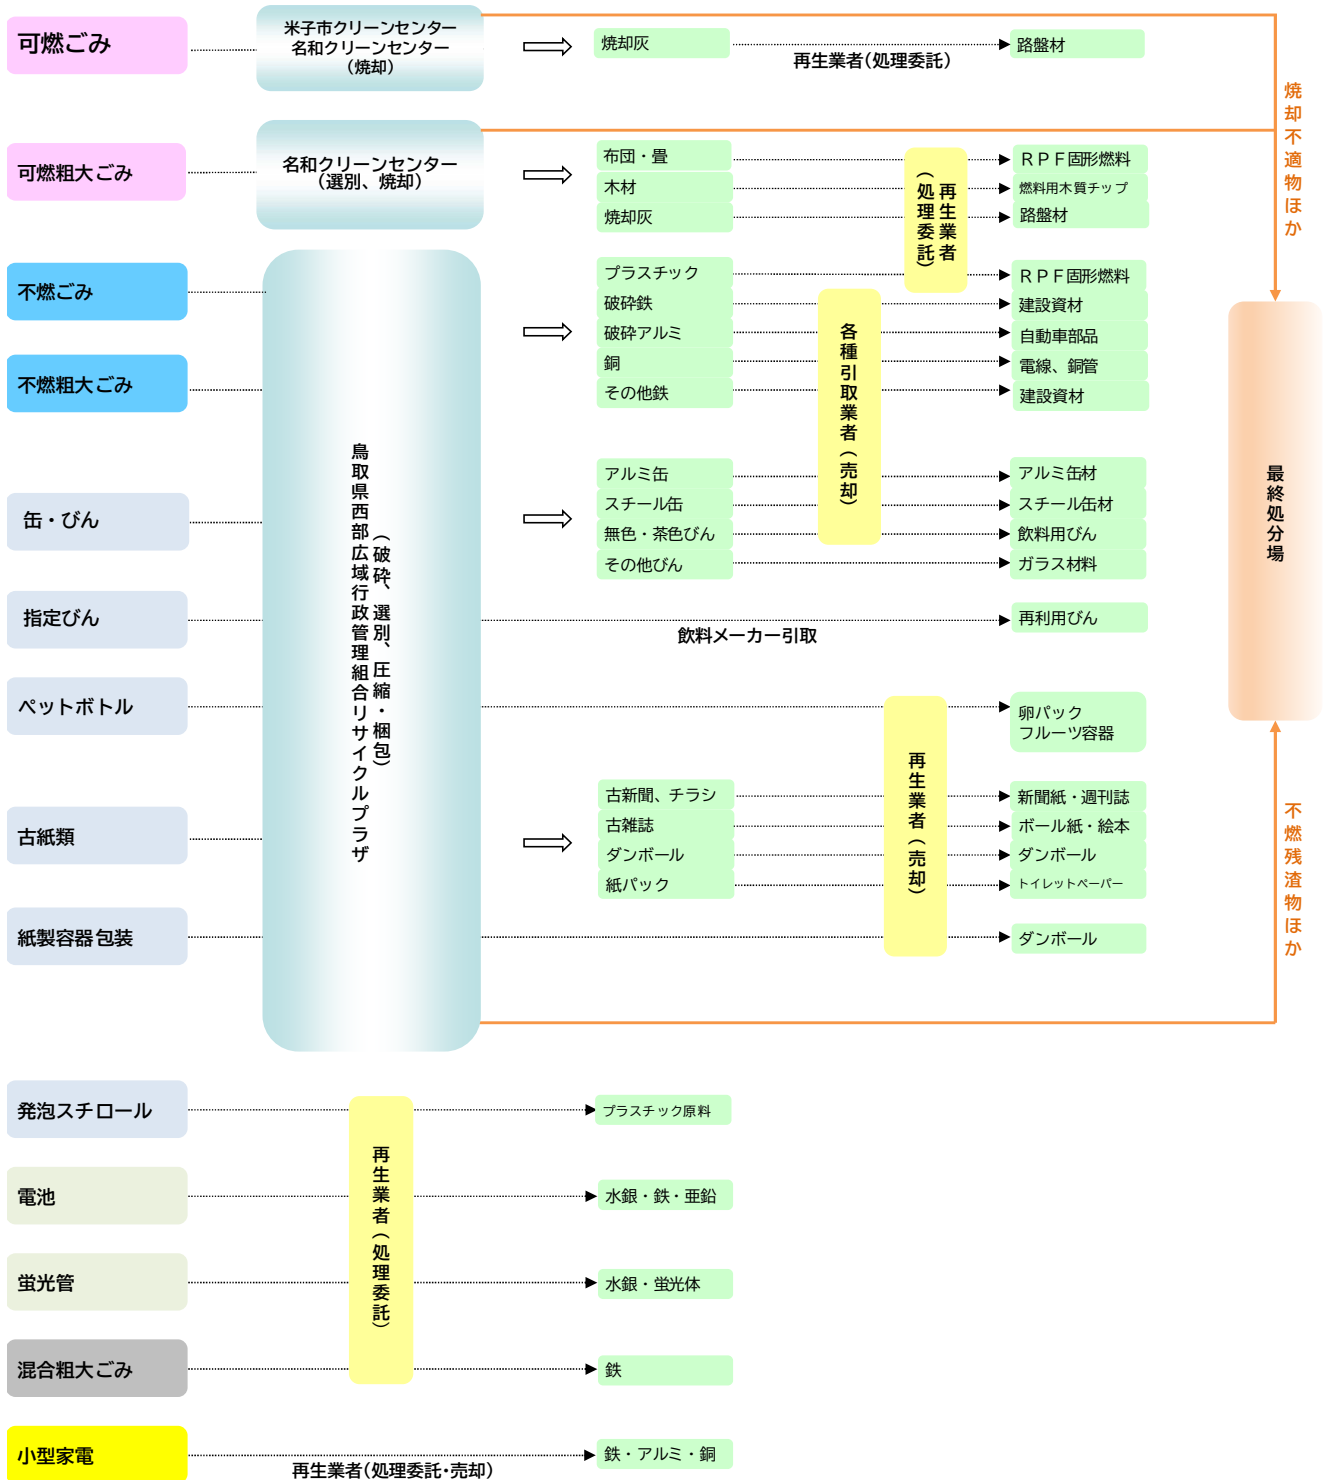 可燃ごみ
米子市クリーンセンター
名和クリーンセンター
（焼却）
焼却灰
再生業者（処理委託）
路盤材
焼却不適物ほか
可燃粗大ごみ
名和クリーンセンター
（選別、焼却）
布団・畳
木材
焼却灰
再生業者
（処理委託）
ＲＰＦ固形燃料
燃料用木質チップ
路盤材
不燃ごみ
不燃粗大ごみ
缶・びん
指定びん
ペットボトル
古紙類
紙製容器包装
鳥取県西部広域行政管理組合リサイクルプラザ
（破砕、選別、圧縮・梱包）
プラスチック
破砕鉄
破砕アルミ
銅
その他鉄
各種引取業者（売却）
ＲＰＦ固形燃料
建設資材
自動車部品
電線、銅管
建設資材
アルミ缶
スチール缶
無色・茶色びん
その他びん
アルミ缶材
スチール缶材
飲料用びん
ガラス材料
飲料メーカー引取
再利用びん
再生業者（売却）
卵パック
フルーツ容器
古新聞、チラシ
古雑誌
ダンボール
紙パック
新聞紙・週刊誌
ボール紙・絵本
ダンボール
トイレットペーパー
ダンボール
最終処分場
不燃残渣物ほか
発泡スチロール
電池
蛍光管
混合粗大ごみ
再生業者（処理委託）
プラスチック原料
水銀・鉄・亜鉛
水銀・蛍光体
鉄
小型家電
再生業者（処理委託・売却）
鉄・アルミ・銅